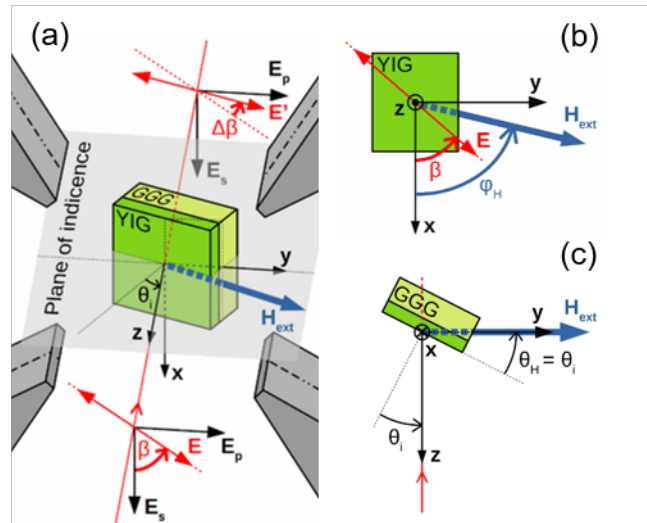 (a)
E_p
E'
Δβ
E_s
Plane of indicence
GGG
YIG
y
θ_i
H_ext
z
x
β
E
E_p
E_s
(b)
YIG
z
y
H_ext
E
β
φ_H
x
(c)
GGG
y
H_ext
x
θ_H = θ_i
θ_i
z